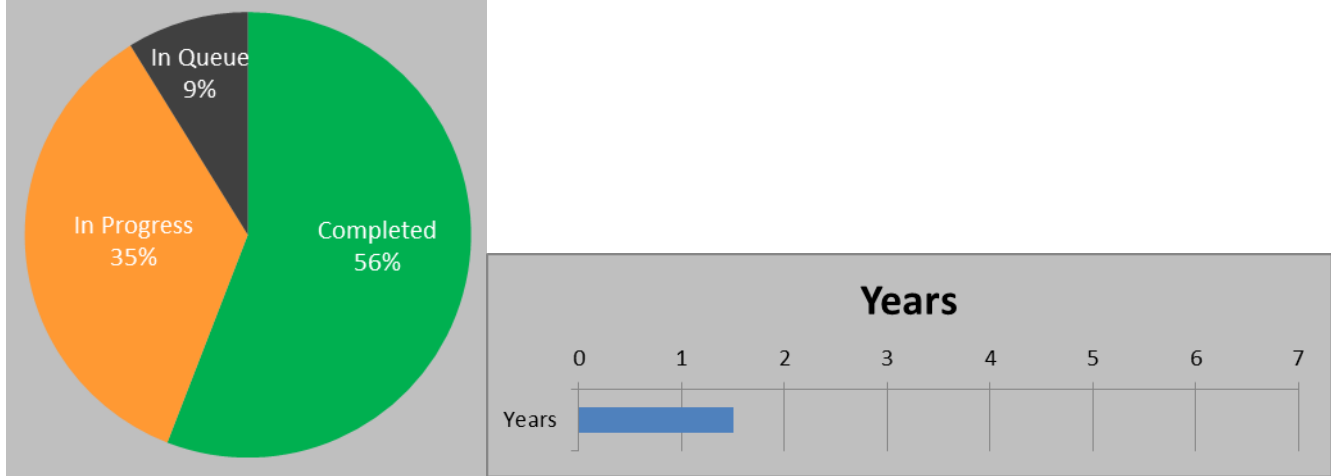 In Queue
9%
In Progress
35%
Completed
56%
Years
0 1 2 3 4 5 6 7
Years